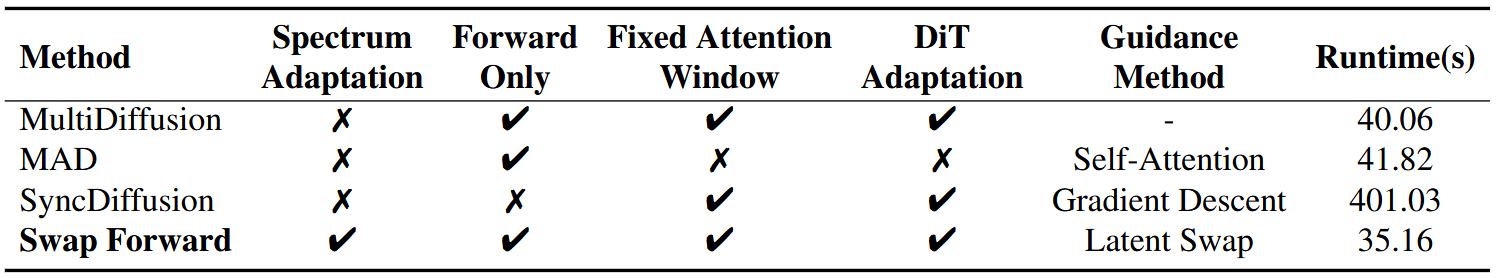 Method Spectrum Adaptation Forward Only Fixed Attention Window DiT Adaptation Guidance Method Runtime(s)
MultiDiffusion ✗ ✔ ✔ ✔ - 40.06
MAD ✗ ✔ ✗ ✗ Self-Attention 41.82
SyncDiffusion ✗ ✗ ✔ ✔ Gradient Descent 401.03
Swap Forward ✔ ✔ ✔ ✔ Latent Swap 35.16